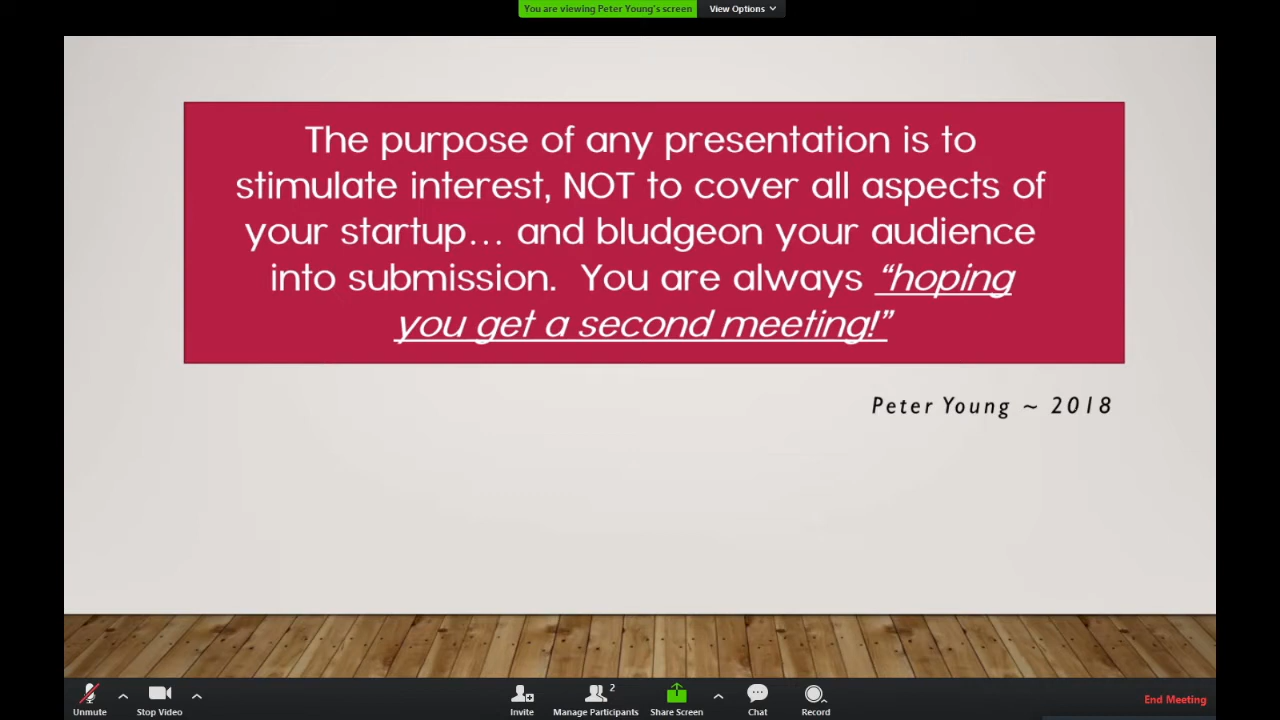 You are viewing Peter Young's screen
View Options
The purpose of any presentation is to
stimulate interest, NOT to cover all aspects of
your startup... and bludgeon your audience
into submission.  You are always “hoping
you get a second meeting!”
Peter Young ~ 2018
2
Unmute
Stop Video
Invite
Manage Participants
Share Screen
Chat
Record
End Meeting